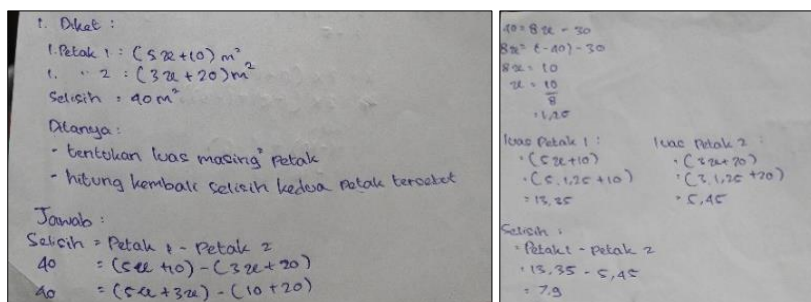 1. Diket :
1. Petak 1 : (5x+10) m²
1. " 2 : (3x+20) m²
Selisih = 40 m²
Ditanya :
- tentukan luas masing² petak
- hitung kembali selisih kedua petak tersebut
Jawab :
Selisih = Petak 1 - Petak 2
40 = (5x+10) - (3x+20)
40 = (5x+3x) - (10+20)
40 = 8x - 30
8x = (-40) - 30
8x = 10
x = 10
8
= 1,25
luas Petak 1 :
= (5x+10)
= (5.1,25+10)
= 13,35
luas Petak 2 :
= (3x+20)
= (3.1,25+20)
= 5,45
Selisih :
= Petak 1 - Petak 2
= 13,35 - 5,45
= 7,9